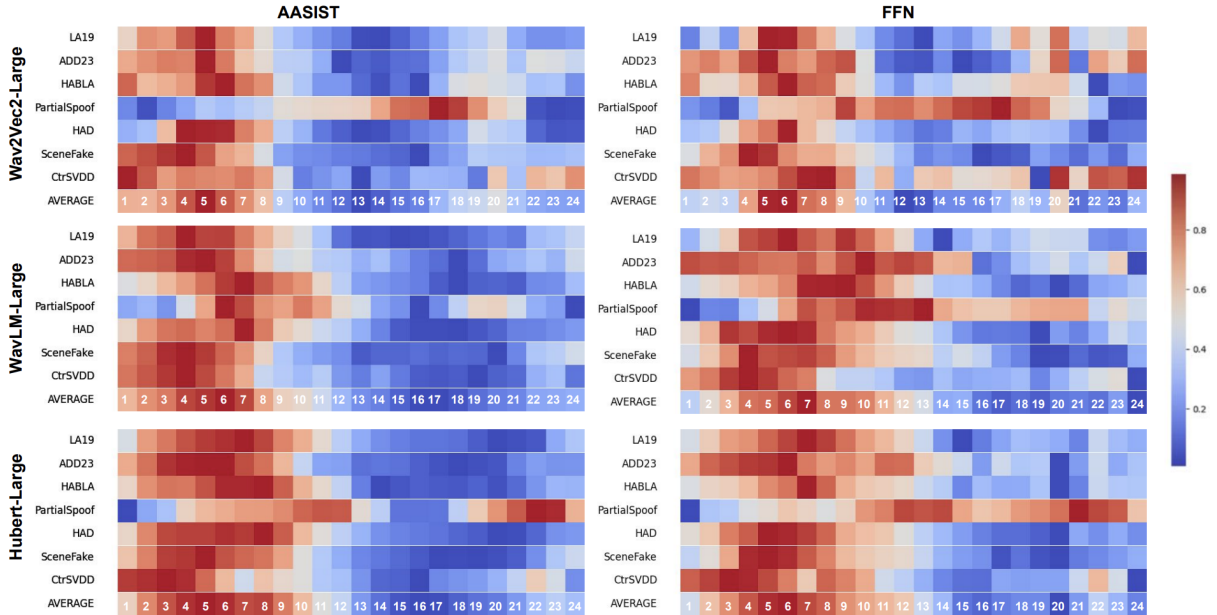 AASIST FFN
Wav2Vec2-Large
LA19 LA19
ADD23 ADD23
HABLA HABLA
PartialSpoof PartialSpoof
HAD HAD
SceneFake SceneFake
CtrSVDD CtrSVDD
AVERAGE 1 2 3 4 5 6 7 8 9 10 11 12 13 14 15 16 17 18 19 20 21 22 23 24 AVERAGE 1 2 3 4 5 6 7 8 9 10 11 12 13 14 15 16 17 18 19 20 21 22 23 24
WavLM-Large
LA19 LA19
ADD23 ADD23
HABLA HABLA
PartialSpoof PartialSpoof
HAD HAD
SceneFake SceneFake
CtrSVDD CtrSVDD
AVERAGE 1 2 3 4 5 6 7 8 9 10 11 12 13 14 15 16 17 18 19 20 21 22 23 24 AVERAGE 1 2 3 4 5 6 7 8 9 10 11 12 13 14 15 16 17 18 19 20 21 22 23 24
Hubert-Large
LA19 LA19
ADD23 ADD23
HABLA HABLA
PartialSpoof PartialSpoof
HAD HAD
SceneFake SceneFake
CtrSVDD CtrSVDD
AVERAGE 1 2 3 4 5 6 7 8 9 10 11 12 13 14 15 16 17 18 19 20 21 22 23 24 AVERAGE 1 2 3 4 5 6 7 8 9 10 11 12 13 14 15 16 17 18 19 20 21 22 23 24
0.8
0.6
0.4
0.2